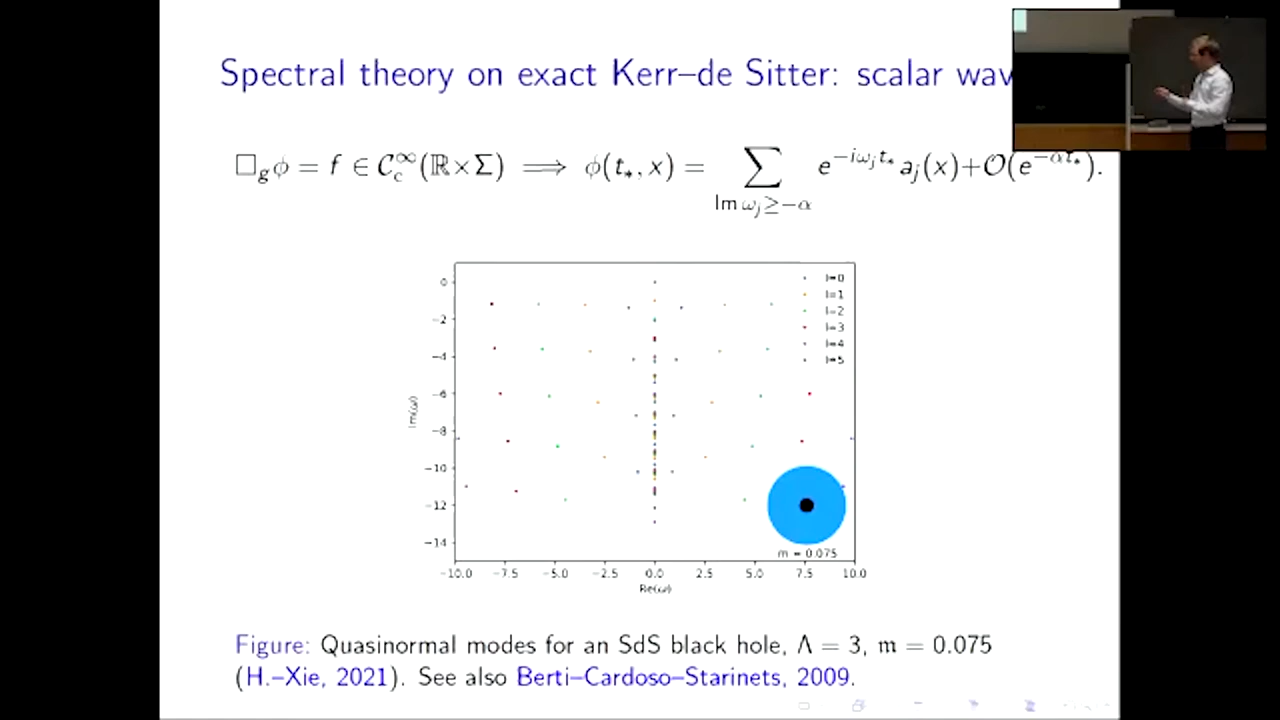 Spectral theory on exact Kerr–de Sitter: scalar wav
□_g ϕ = f ∈ C_c^∞(ℝ×Σ) ⟹ ϕ(t_*, x) = ∑_{Im ω_j ≥ −α} e^{−iω_j t_*} a_j(x)+O(e^{−αt_*}).
l=0
l=1
l=2
l=3
l=4
l=5
0
−2
−4
−6
−8
−10
−12
−14
Im(ω)
m = 0.075
−10.0 −7.5 −5.0 −2.5 0.0 2.5 5.0 7.5 10.0
Re(ω)
Figure: Quasinormal modes for an SdS black hole, Λ = 3, m = 0.075
(H.–Xie, 2021). See also Berti–Cardoso–Starinets, 2009.